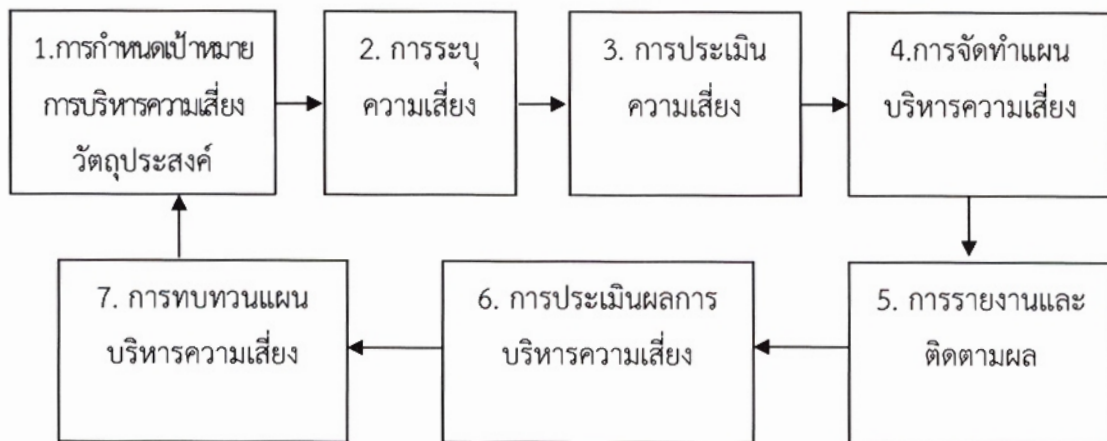 1.การกำหนดเป้าหมาย
การบริหารความเสี่ยง
วัตถุประสงค์
2. การระบุ
ความเสี่ยง
3. การประเมิน
ความเสี่ยง
4.การจัดทำแผน
บริหารความเสี่ยง
5. การรายงานและ
ติดตามผล
6. การประเมินผลการ
บริหารความเสี่ยง
7. การทบทวนแผน
บริหารความเสี่ยง